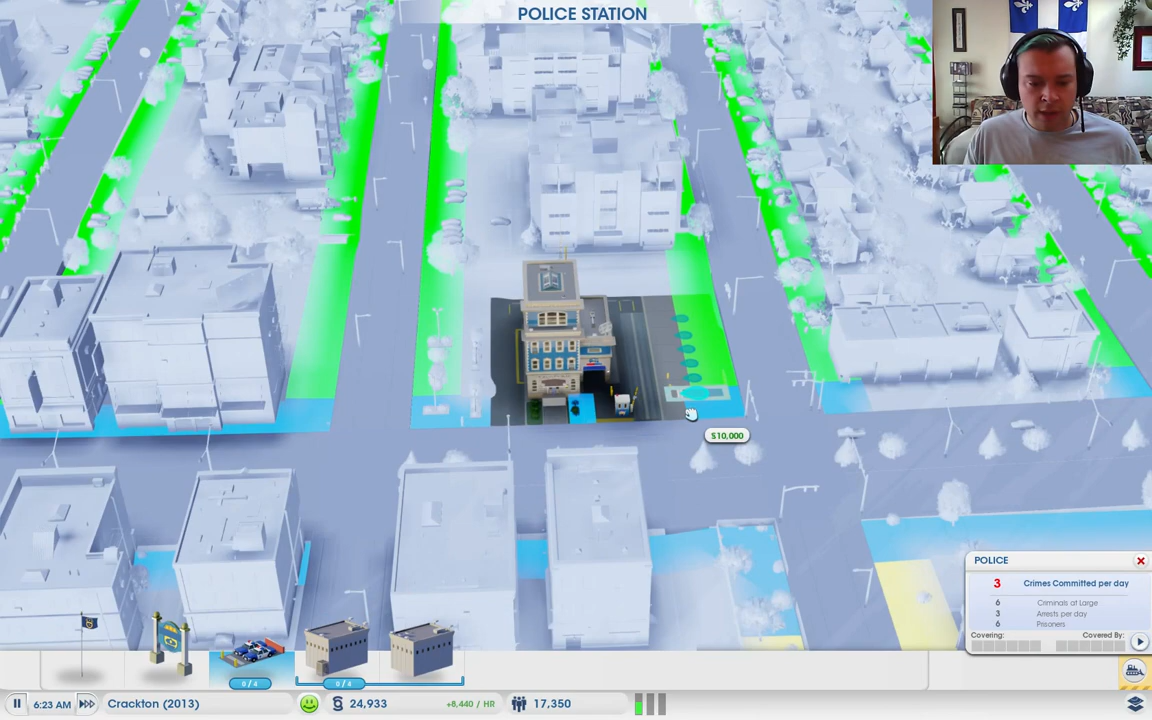 POLICE STATION
$10,000
POLICE
3 Crimes Committed per day
6 Criminals at Large
3 Arrests per day
6 Prisoners
Covering: Covered By:
0/4 0/4
6:23 AM Crackton (2013) 24,933 +8,440 / HR 17,350